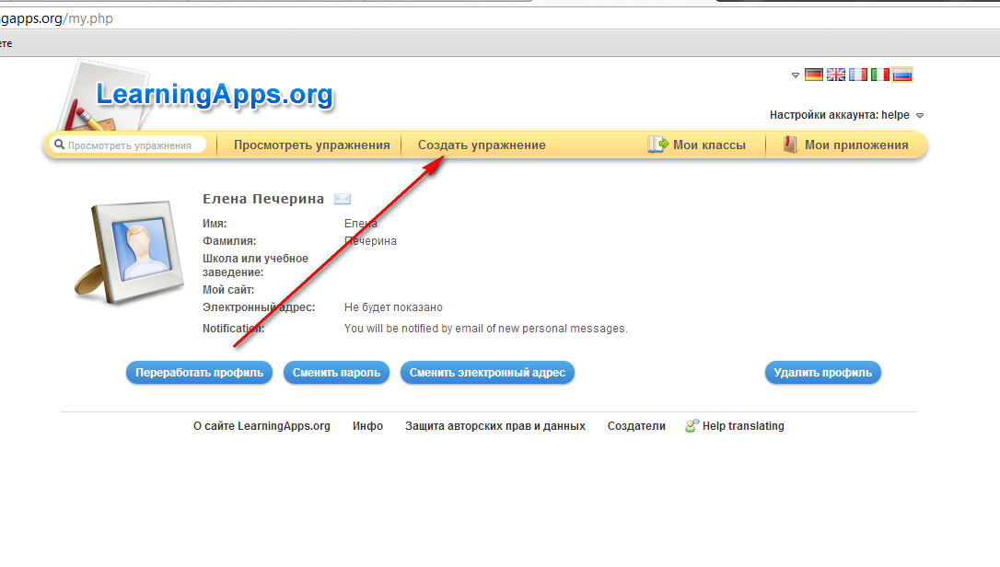 gapps.org/my.php
ете
LearningApps.org
Настройки аккаунта: helpe
Просмотреть упражнения
Просмотреть упражнения
Создать упражнение
Мои классы
Мои приложения
Елена Печерина
Имя: Елена
Фамилия: Печерина
Школа или учебное
заведение:
Мой сайт:
Электронный адрес: Не будет показано
Notification: You will be notified by email of new personal messages.
Переработать профиль
Сменить пароль
Сменить электронный адрес
Удалить профиль
О сайте LearningApps.org
Инфо
Защита авторских прав и данных
Создатели
Help translating